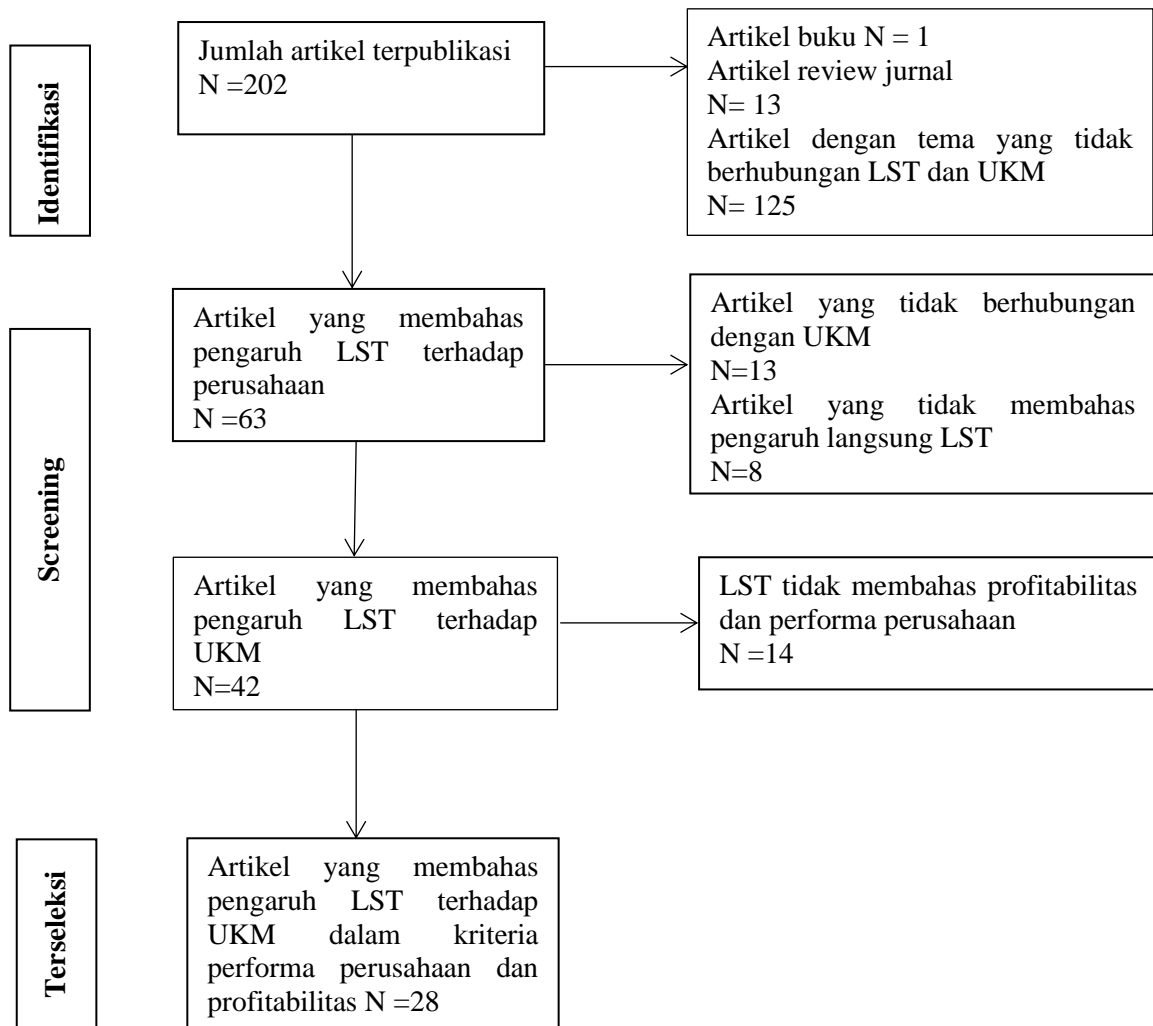 Identifikasi
Jumlah artikel terpublikasi
N =202
Artikel buku N = 1
Artikel review jurnal
N= 13
Artikel dengan tema yang tidak
berhubungan LST dan UKM
N= 125
Screening
Artikel yang membahas
pengaruh LST terhadap
perusahaan
N =63
Artikel yang tidak berhubungan
dengan UKM
N=13
Artikel yang tidak membahas
pengaruh langsung LST
N=8
Artikel yang membahas
pengaruh LST terhadap
UKM
N=42
LST tidak membahas profitabilitas
dan performa perusahaan
N =14
Terseleksi
Artikel yang membahas
pengaruh LST terhadap
UKM dalam kriteria
performa perusahaan dan
profitabilitas N =28